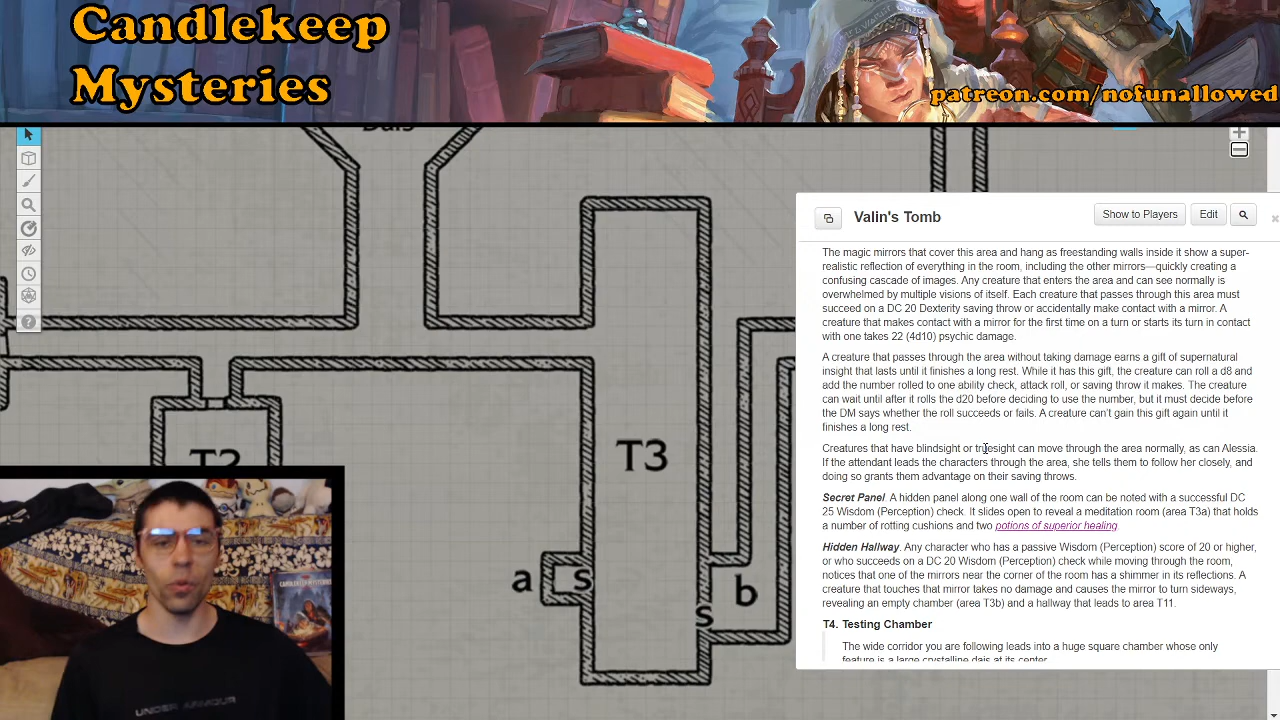 Candlekeep
Mysteries
patreon.com/nofunallowed
Dais
Valin's Tomb
Show to Players
Edit
The magic mirrors that cover this area and hang as freestanding walls inside it show a super-
realistic reflection of everything in the room, including the other mirrors—quickly creating a
confusing cascade of images. Any creature that enters the area and can see normally is
overwhelmed by multiple visions of itself. Each creature that passes through this area must
succeed on a DC 20 Dexterity saving throw or accidentally make contact with a mirror. A
creature that makes contact with a mirror for the first time on a turn or starts its turn in contact
with one takes 22 (4d10) psychic damage.
A creature that passes through the area without taking damage earns a gift of supernatural
insight that lasts until it finishes a long rest. While it has this gift, the creature can roll a d8 and
add the number rolled to one ability check, attack roll, or saving throw it makes. The creature
can wait until after it rolls the d20 before deciding to use the number, but it must decide before
the DM says whether the roll succeeds or fails. A creature can't gain this gift again until it
finishes a long rest.
Creatures that have blindsight or truesight can move through the area normally, as can Alessia.
If the attendant leads the characters through the area, she tells them to follow her closely, and
doing so grants them advantage on their saving throws.
Secret Panel. A hidden panel along one wall of the room can be noted with a successful DC
25 Wisdom (Perception) check. It slides open to reveal a meditation room (area T3a) that holds
a number of rotting cushions and two potions of superior healing.
Hidden Hallway. Any character who has a passive Wisdom (Perception) score of 20 or higher,
or who succeeds on a DC 20 Wisdom (Perception) check while moving through the room,
notices that one of the mirrors near the corner of the room has a shimmer in its reflections. A
creature that touches that mirror takes no damage and causes the mirror to turn sideways,
revealing an empty chamber (area T3b) and a hallway that leads to area T11.
T4. Testing Chamber
The wide corridor you are following leads into a huge square chamber whose only
feature is a large crystalline dais at its center.
T2
T3
a
S
S
b
UNDER ARMOUR
CANDLEKEEP